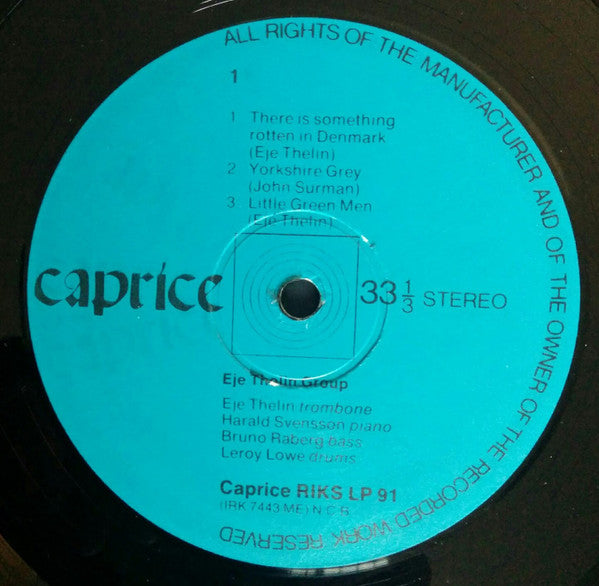 ALL RIGHTS OF THE MANUFACTURER AND OF THE OWNER OF THE RECORDED WORK RESERVED
1
1 There is something
rotten in Denmark
(Eje Thelin)
2 Yorkshire Grey
(John Surman)
3 Little Green Men
(Eje Thelin)
caprice
33 1/3 STEREO
Eje Thelin Group
Eje Thelin trombone
Harald Svensson piano
Bruno Raberg bass
Leroy Lowe drums
Caprice RIKS LP 91
(IRK 7443 ME) N C B